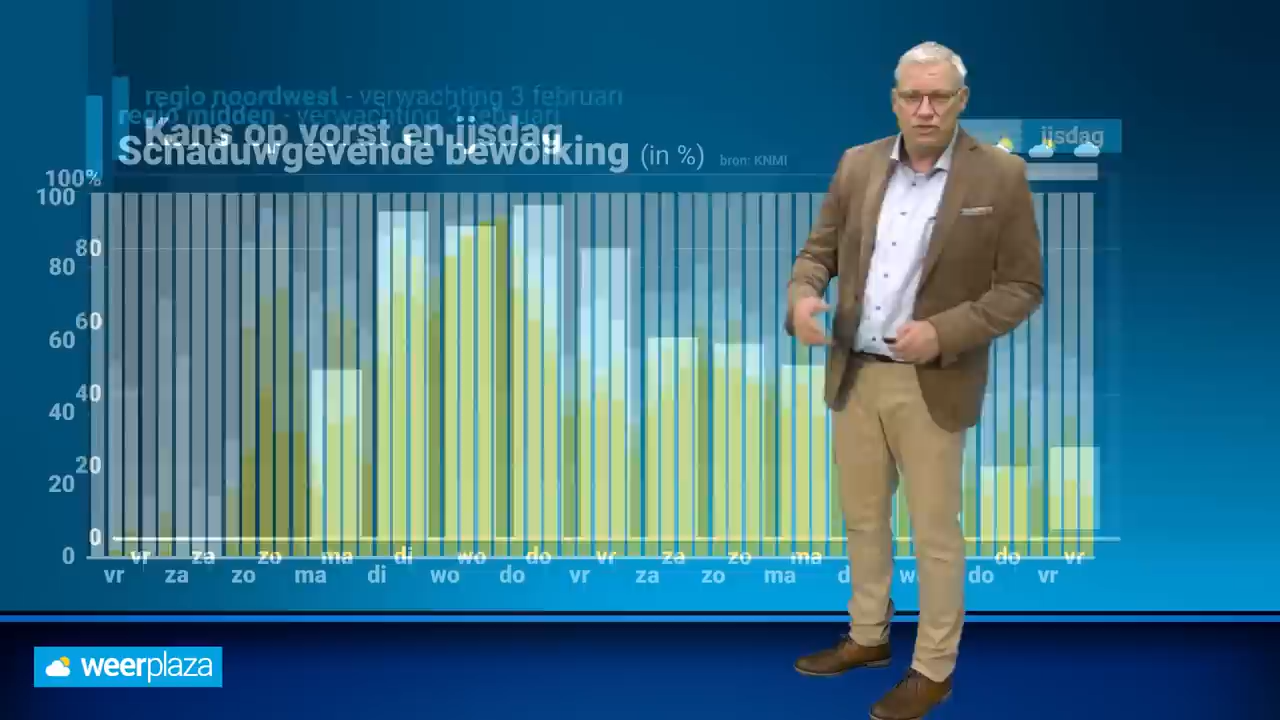 regio noordwest - verwachting 3 februari
regio midden - verwachting 2 februari
Kans op vorst en ijsdag
ijsdag
Schaduwgevende bewolking (in %) bron: KNMI
100%
100
80
80
60
60
40
40
20
20
0
0
vr za zo ma di wo do vr za zo ma do vr
vr za zo ma di wo do vr za zo ma d w do vr
weerplaza